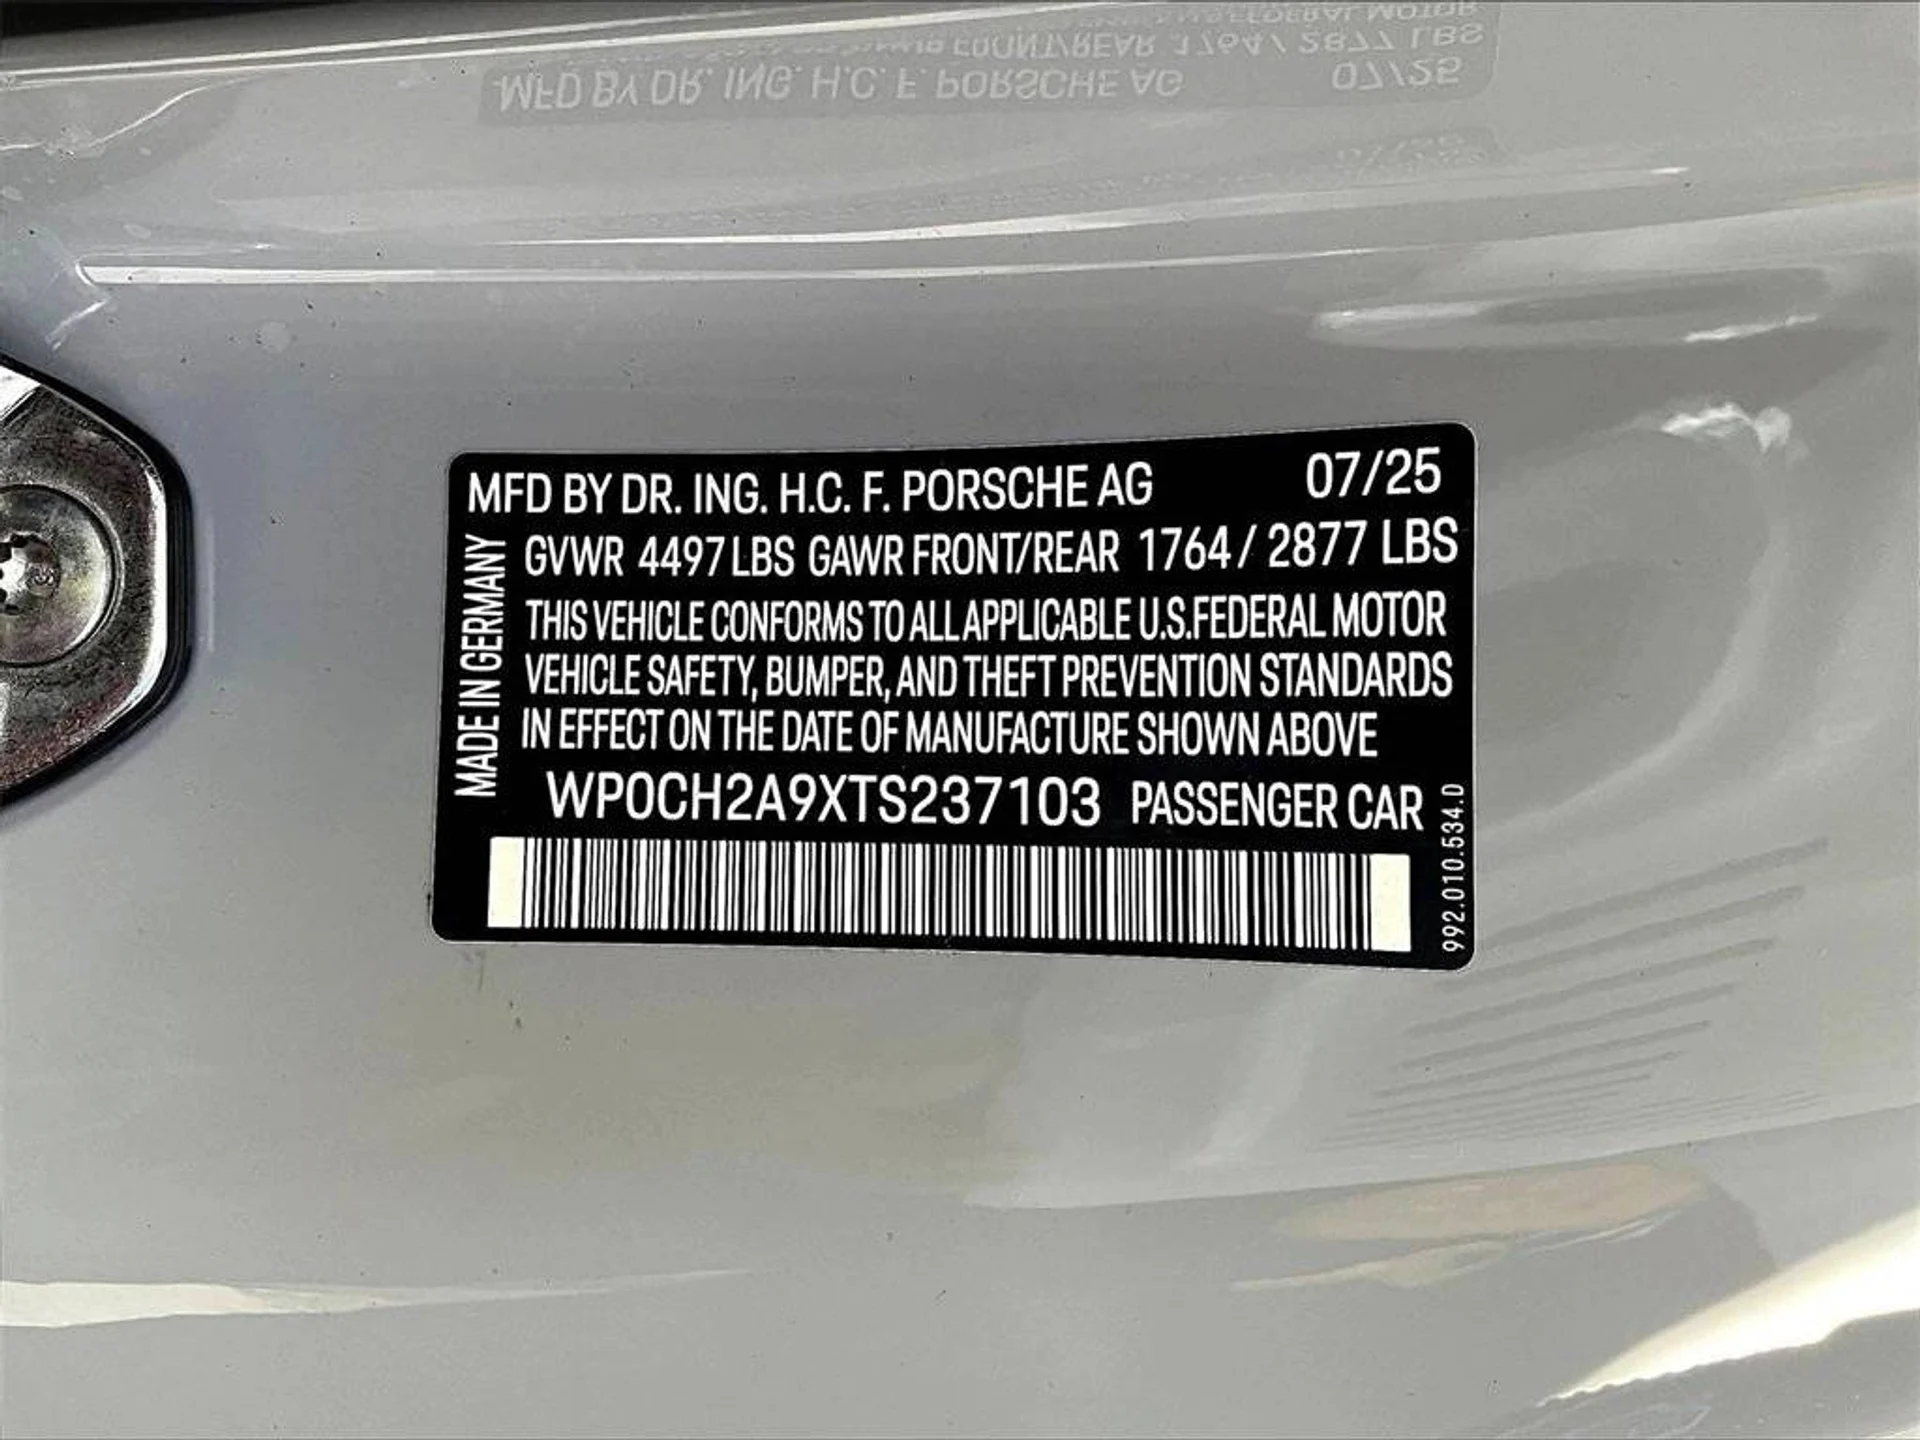 MFD BY DR. ING. H.C. F. PORSCHE AG 07/25
GVWR 4497 LBS GAWR FRONT/REAR 1764 / 2877 LBS
THIS VEHICLE CONFORMS TO ALL APPLICABLE U.S.FEDERAL MOTOR
VEHICLE SAFETY, BUMPER, AND THEFT PREVENTION STANDARDS
IN EFFECT ON THE DATE OF MANUFACTURE SHOWN ABOVE
WP0CH2A9XTS237103 PASSENGER CAR
MADE IN GERMANY
992.010.534.D